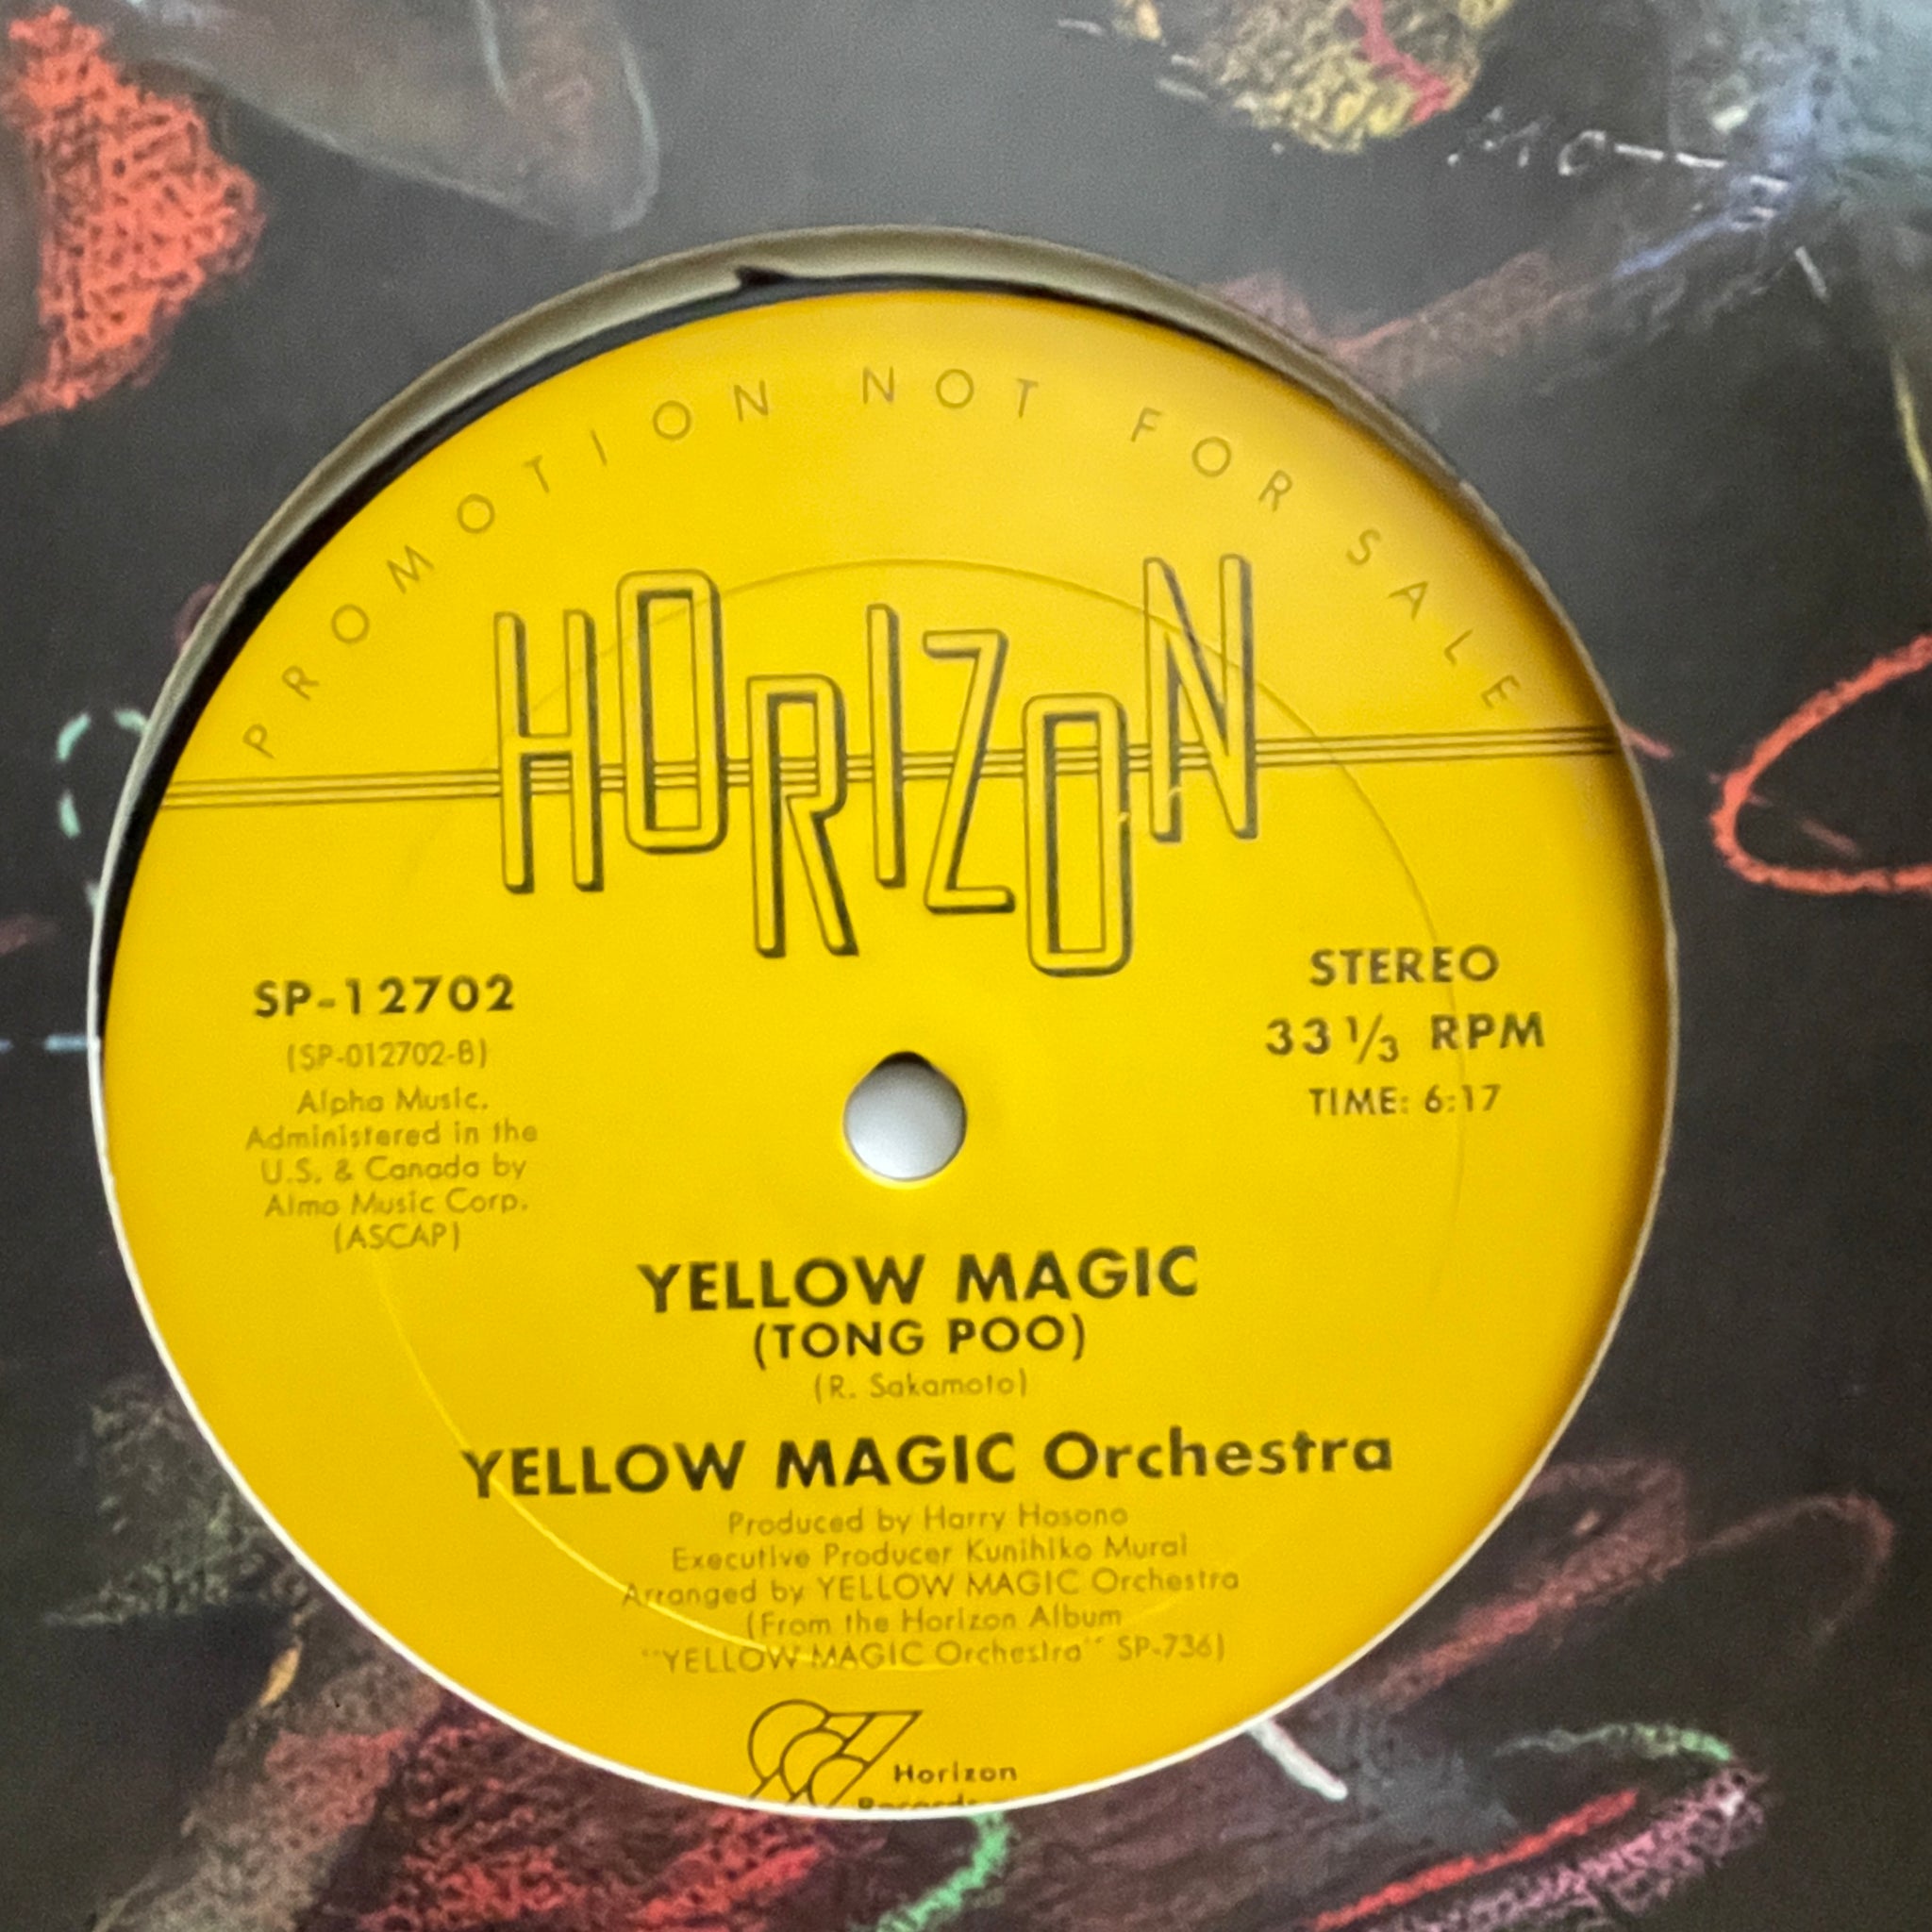 PROMOTION NOT FOR SALE
HORIZON
SP-12702
(SP-012702-B)
Alpha Music.
Administered in the
U.S. & Canada by
Almo Music Corp.
(ASCAP)
STEREO
33 1/3 RPM
TIME: 6:17
YELLOW MAGIC
(TONG POO)
(R. Sakamoto)
YELLOW MAGIC Orchestra
Produced by Harry Hosono
Executive Producer Kunihiko Murai
Arranged by YELLOW MAGIC Orchestra
(From the Horizon Album
"YELLOW MAGIC Orchestra" SP-736)
Horizon
Records